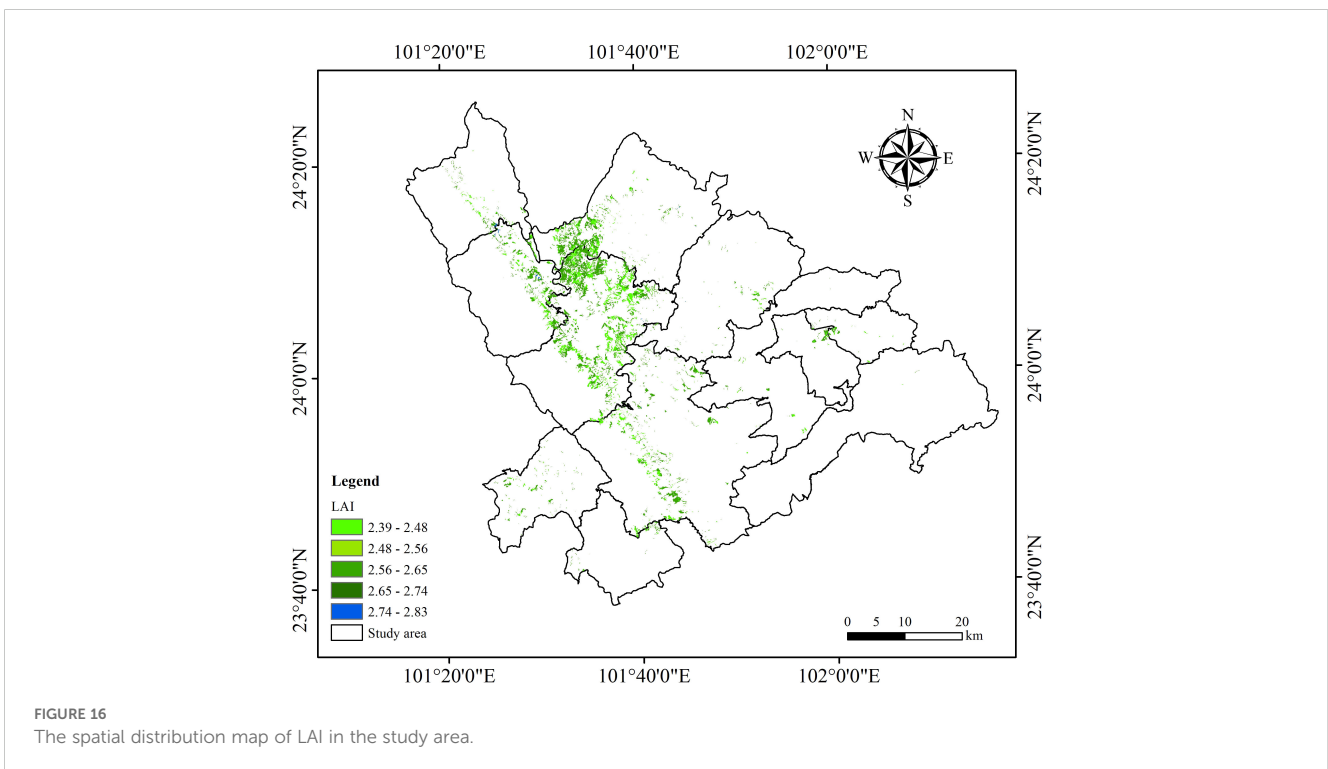 101°20'0"E
101°40'0"E
102°0'0"E
24°20'0"N
24°0'0"N
23°40'0"N
N
W
E
S
24°20'0"N
24°0'0"N
23°40'0"N
Legend
LAI
2.39 - 2.48
2.48 - 2.56
2.56 - 2.65
2.65 - 2.74
2.74 - 2.83
Study area
0 5 10 20
km
101°20'0"E
101°40'0"E
102°0'0"E
FIGURE 16
The spatial distribution map of LAI in the study area.